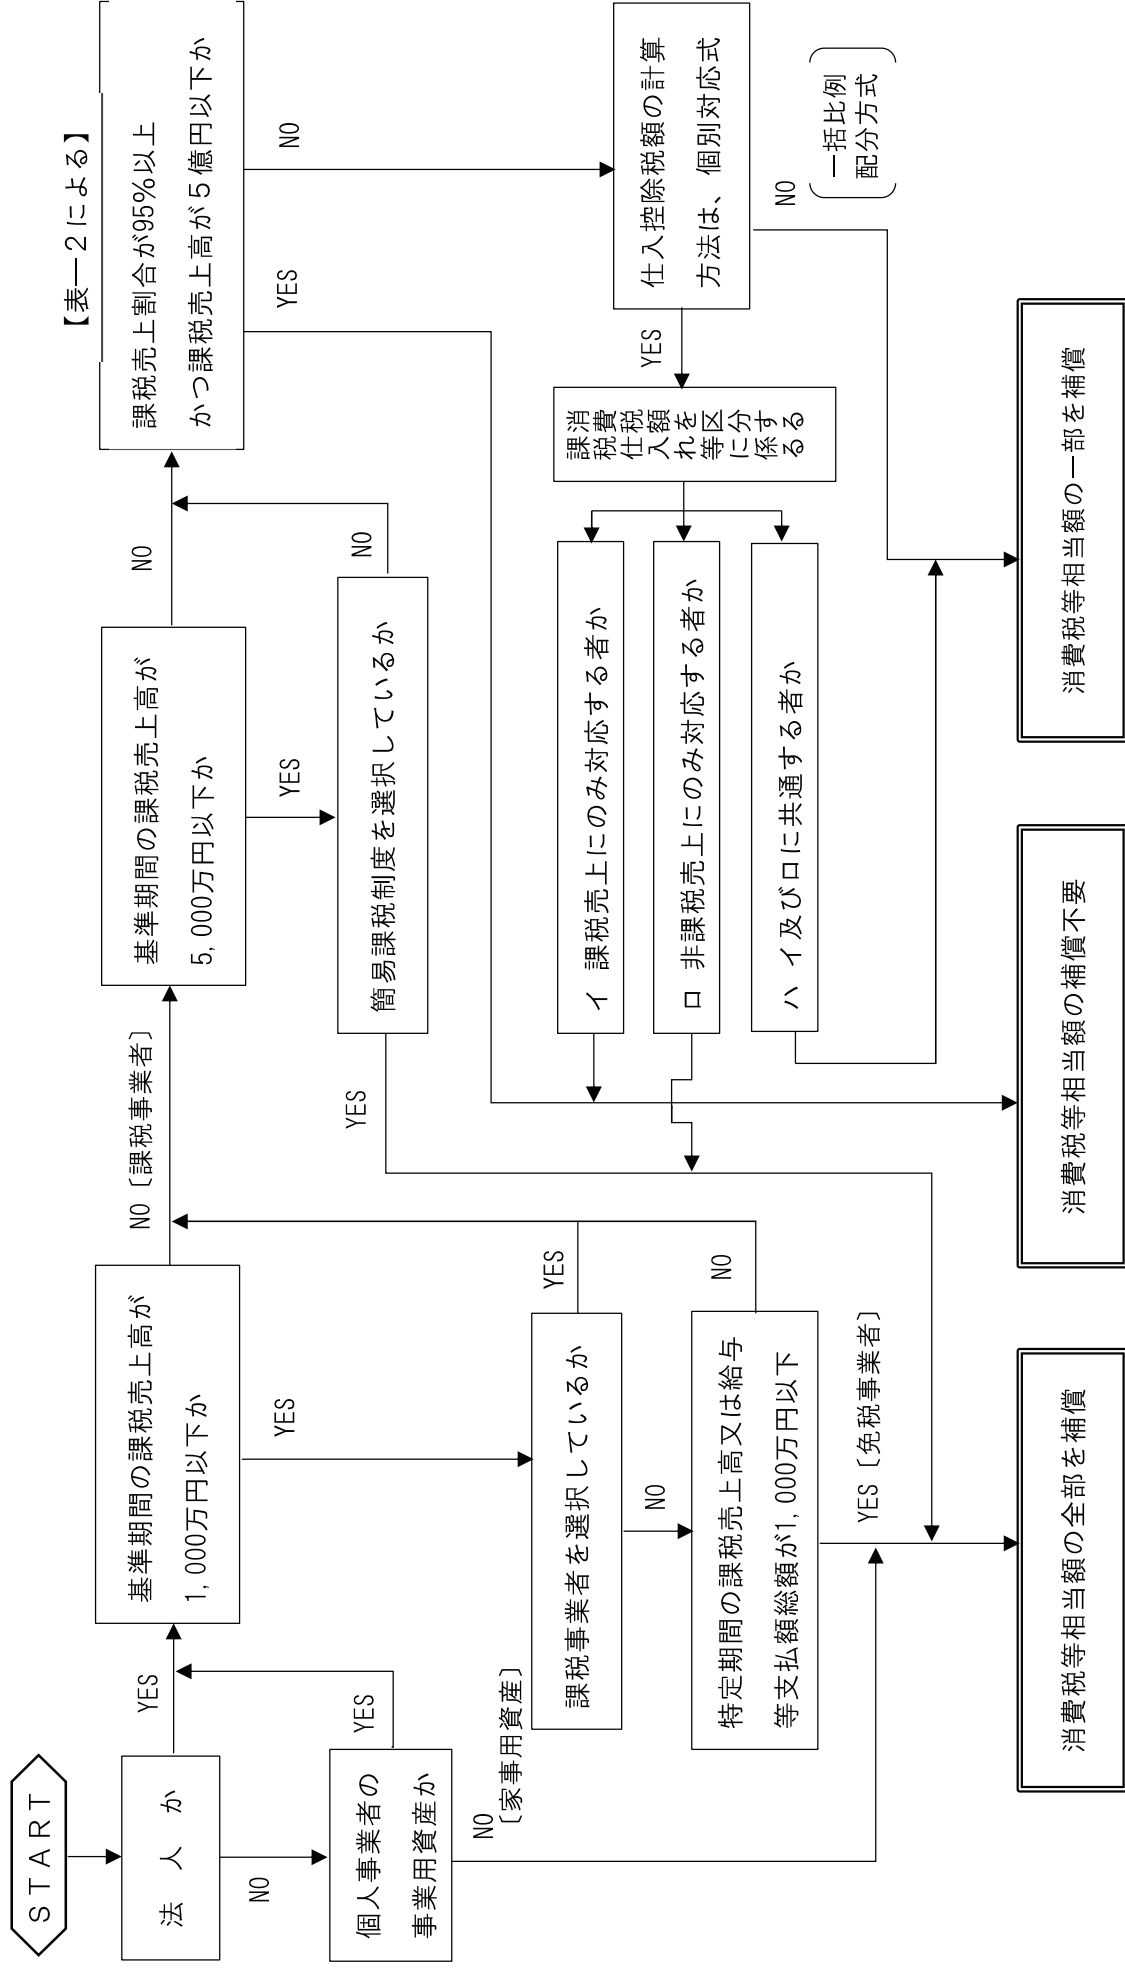 START
法人か
YES
NO
個人事業者の
事業用資産か
YES
NO
〔家事用資産〕
基準期間の課税売上高が
1,000万円以下か
NO〔課税事業者〕
YES
課税事業者を選択しているか
YES
NO
特定期間の課税売上高又は給与
等支払額総額が1,000万円以下
NO
YES〔免税事業者〕
基準期間の課税売上高が
5,000万円以下か
NO
YES
簡易課税制度を選択しているか
NO
YES
【表―2による】
課税売上割合が95%以上
かつ課税売上高が5億円以下か
NO
YES
仕入控除税額の計算
方法は、個別対応式
NO
一括比例
配分方式
YES
課税仕入れ等に係る
消費税額を区分する
イ 課税売上にのみ対応する者か
ロ 非課税売上にのみ対応する者か
ハ イ及びロに共通する者か
消費税等相当額の全部を補償
消費税等相当額の補償不要
消費税等相当額の一部を補償